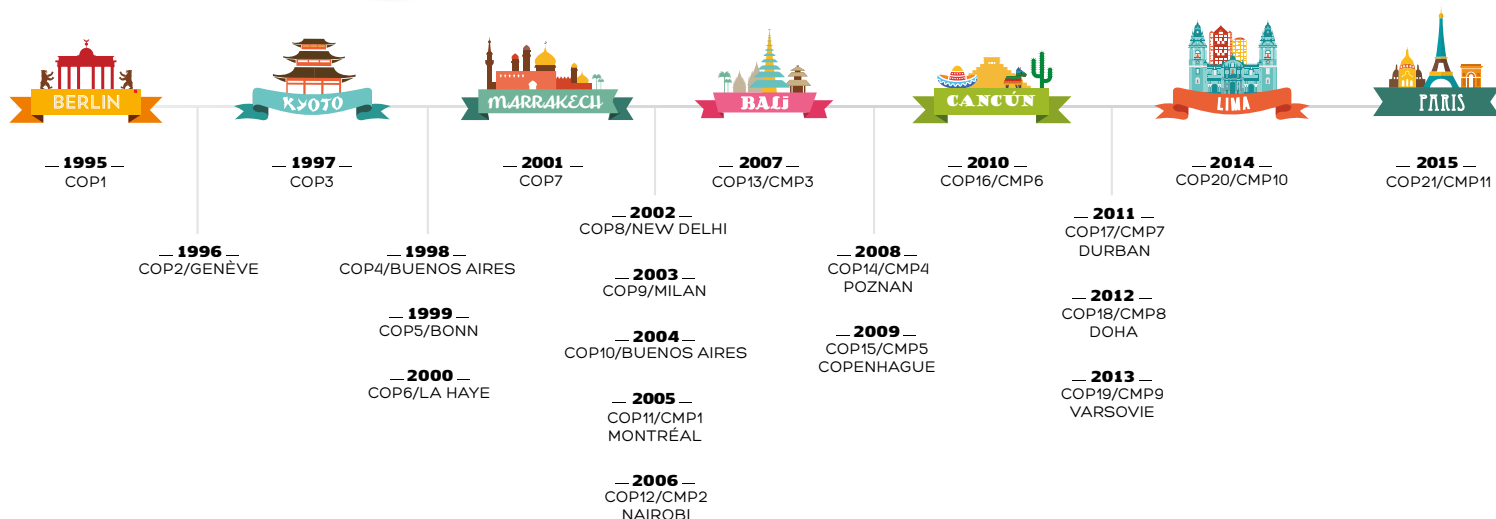 BERLIN
KYOTO
MARRAKECH
BALI
CANCÚN
LIMA
PARIS
1995
COP1
1997
COP3
2001
COP7
2007
COP13/CMP3
2010
COP16/CMP6
2014
COP20/CMP10
2015
COP21/CMP11
1996
COP2/GENÈVE
1998
COP4/BUENOS AIRES
1999
COP5/BONN
2000
COP6/LA HAYE
2002
COP8/NEW DELHI
2003
COP9/MILAN
2004
COP10/BUENOS AIRES
2005
COP11/CMP1
MONTRÉAL
2006
COP12/CMP2
NAIROBI
2008
COP14/CMP4
POZNAN
2009
COP15/CMP5
COPENHAGUE
2011
COP17/CMP7
DURBAN
2012
COP18/CMP8
DOHA
2013
COP19/CMP9
VARSOVIE